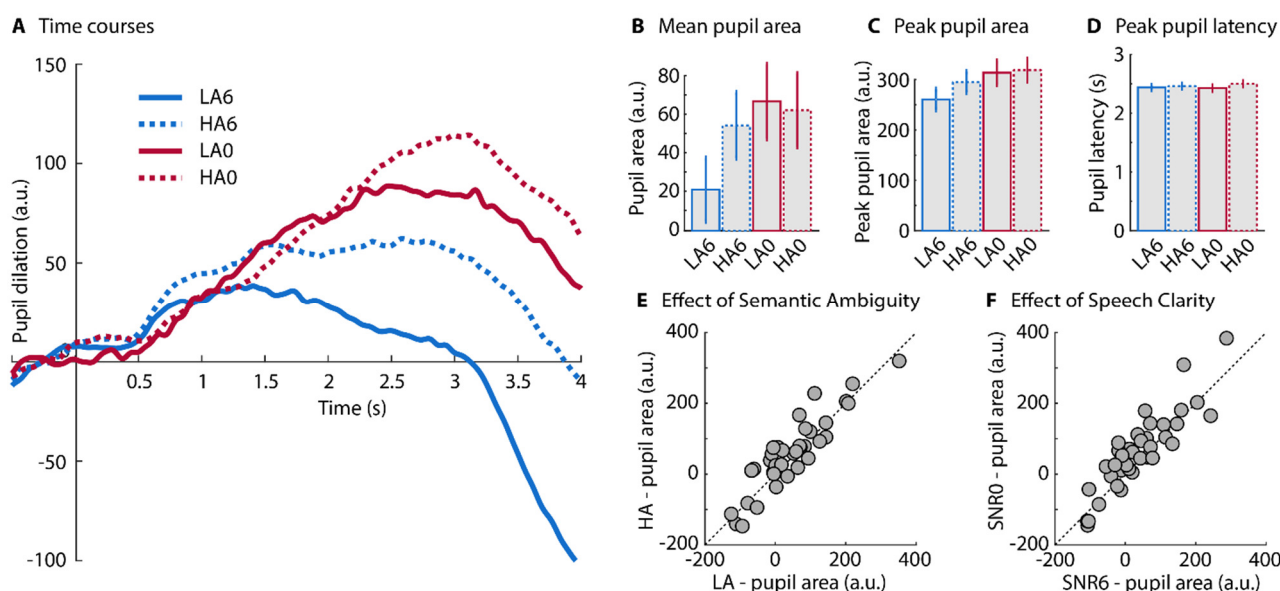 A Time courses
150
100
50
0
-50
-100
Pupil dilation (a.u.)
LA6
HA6
LA0
HA0
0.5 1 1.5 2 2.5 3 3.5 4
Time (s)
B Mean pupil area
80
60
40
20
0
Pupil area (a.u.)
LA6 HA6 LA0 HA0
C Peak pupil area
300
250
200
0
Peak pupil area (a.u.)
LA6 HA6 LA0 HA0
D Peak pupil latency
3
2
1
0
Pupil latency (s)
LA6 HA6 LA0 HA0
E Effect of Semantic Ambiguity
400
200
0
-200
HA - pupil area (a.u.)
-200 0 200 400
LA - pupil area (a.u.)
F Effect of Speech Clarity
400
200
0
-200
SNR0 - pupil area (a.u.)
-200 0 200 400
SNR6 - pupil area (a.u.)